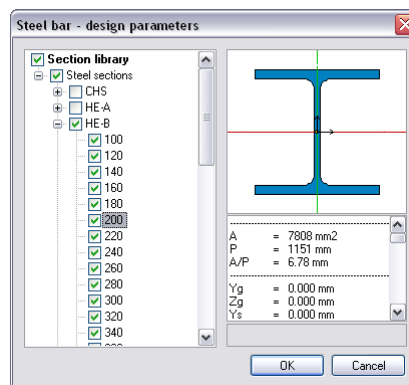 Steel bar - design parameters
Section library
Steel sections
CHS
HE-A
HE-B
100
120
140
160
180
200
220
240
260
280
300
320
340
A = 7808 mm2
P = 1151 mm
A/P = 6.78 mm
Yg = 0.000 mm
Zg = 0.000 mm
Ys = 0.000 mm
OK
Cancel